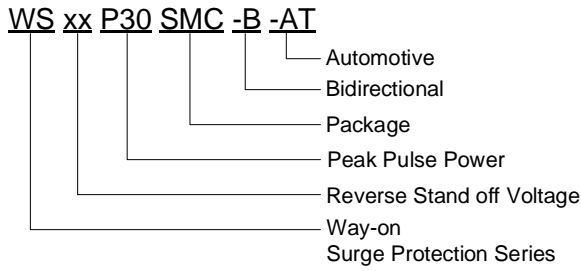 WS xx P30 SMC -B -AT
Automotive
Bidirectional
Package
Peak Pulse Power
Reverse Stand off Voltage
Way-on
Surge Protection Series